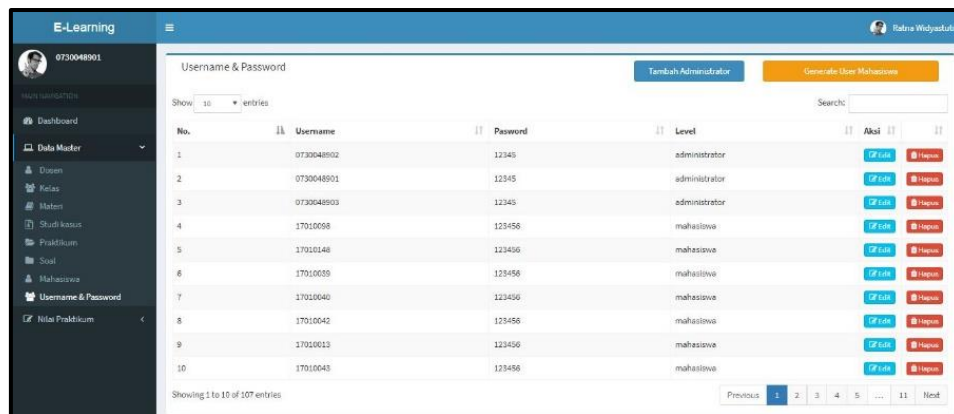 E-Learning
Ratna Widyastuti
0730048901
MAIN NAVIGATION
Dashboard
Data Master
Dosen
Kelas
Materi
Studi kasus
Praktikum
Soal
Mahasiswa
Username & Password
Nilai Praktikum
Username & Password
Tambah Administrator
Generate User Mahasiswa
Show 10 entries
Search:
No. Username Pasword Level Aksi
1 0730048902 12345 administrator Edit Hapus
2 0730048901 12345 administrator Edit Hapus
3 0730048903 12345 administrator Edit Hapus
4 17010098 123456 mahasiswa Edit Hapus
5 17010148 123456 mahasiswa Edit Hapus
6 17010039 123456 mahasiswa Edit Hapus
7 17010040 123456 mahasiswa Edit Hapus
8 17010042 123456 mahasiswa Edit Hapus
9 17010013 123456 mahasiswa Edit Hapus
10 17010043 123456 mahasiswa Edit Hapus
Showing 1 to 10 of 107 entries
Previous 1 2 3 4 5 ... 11 Next